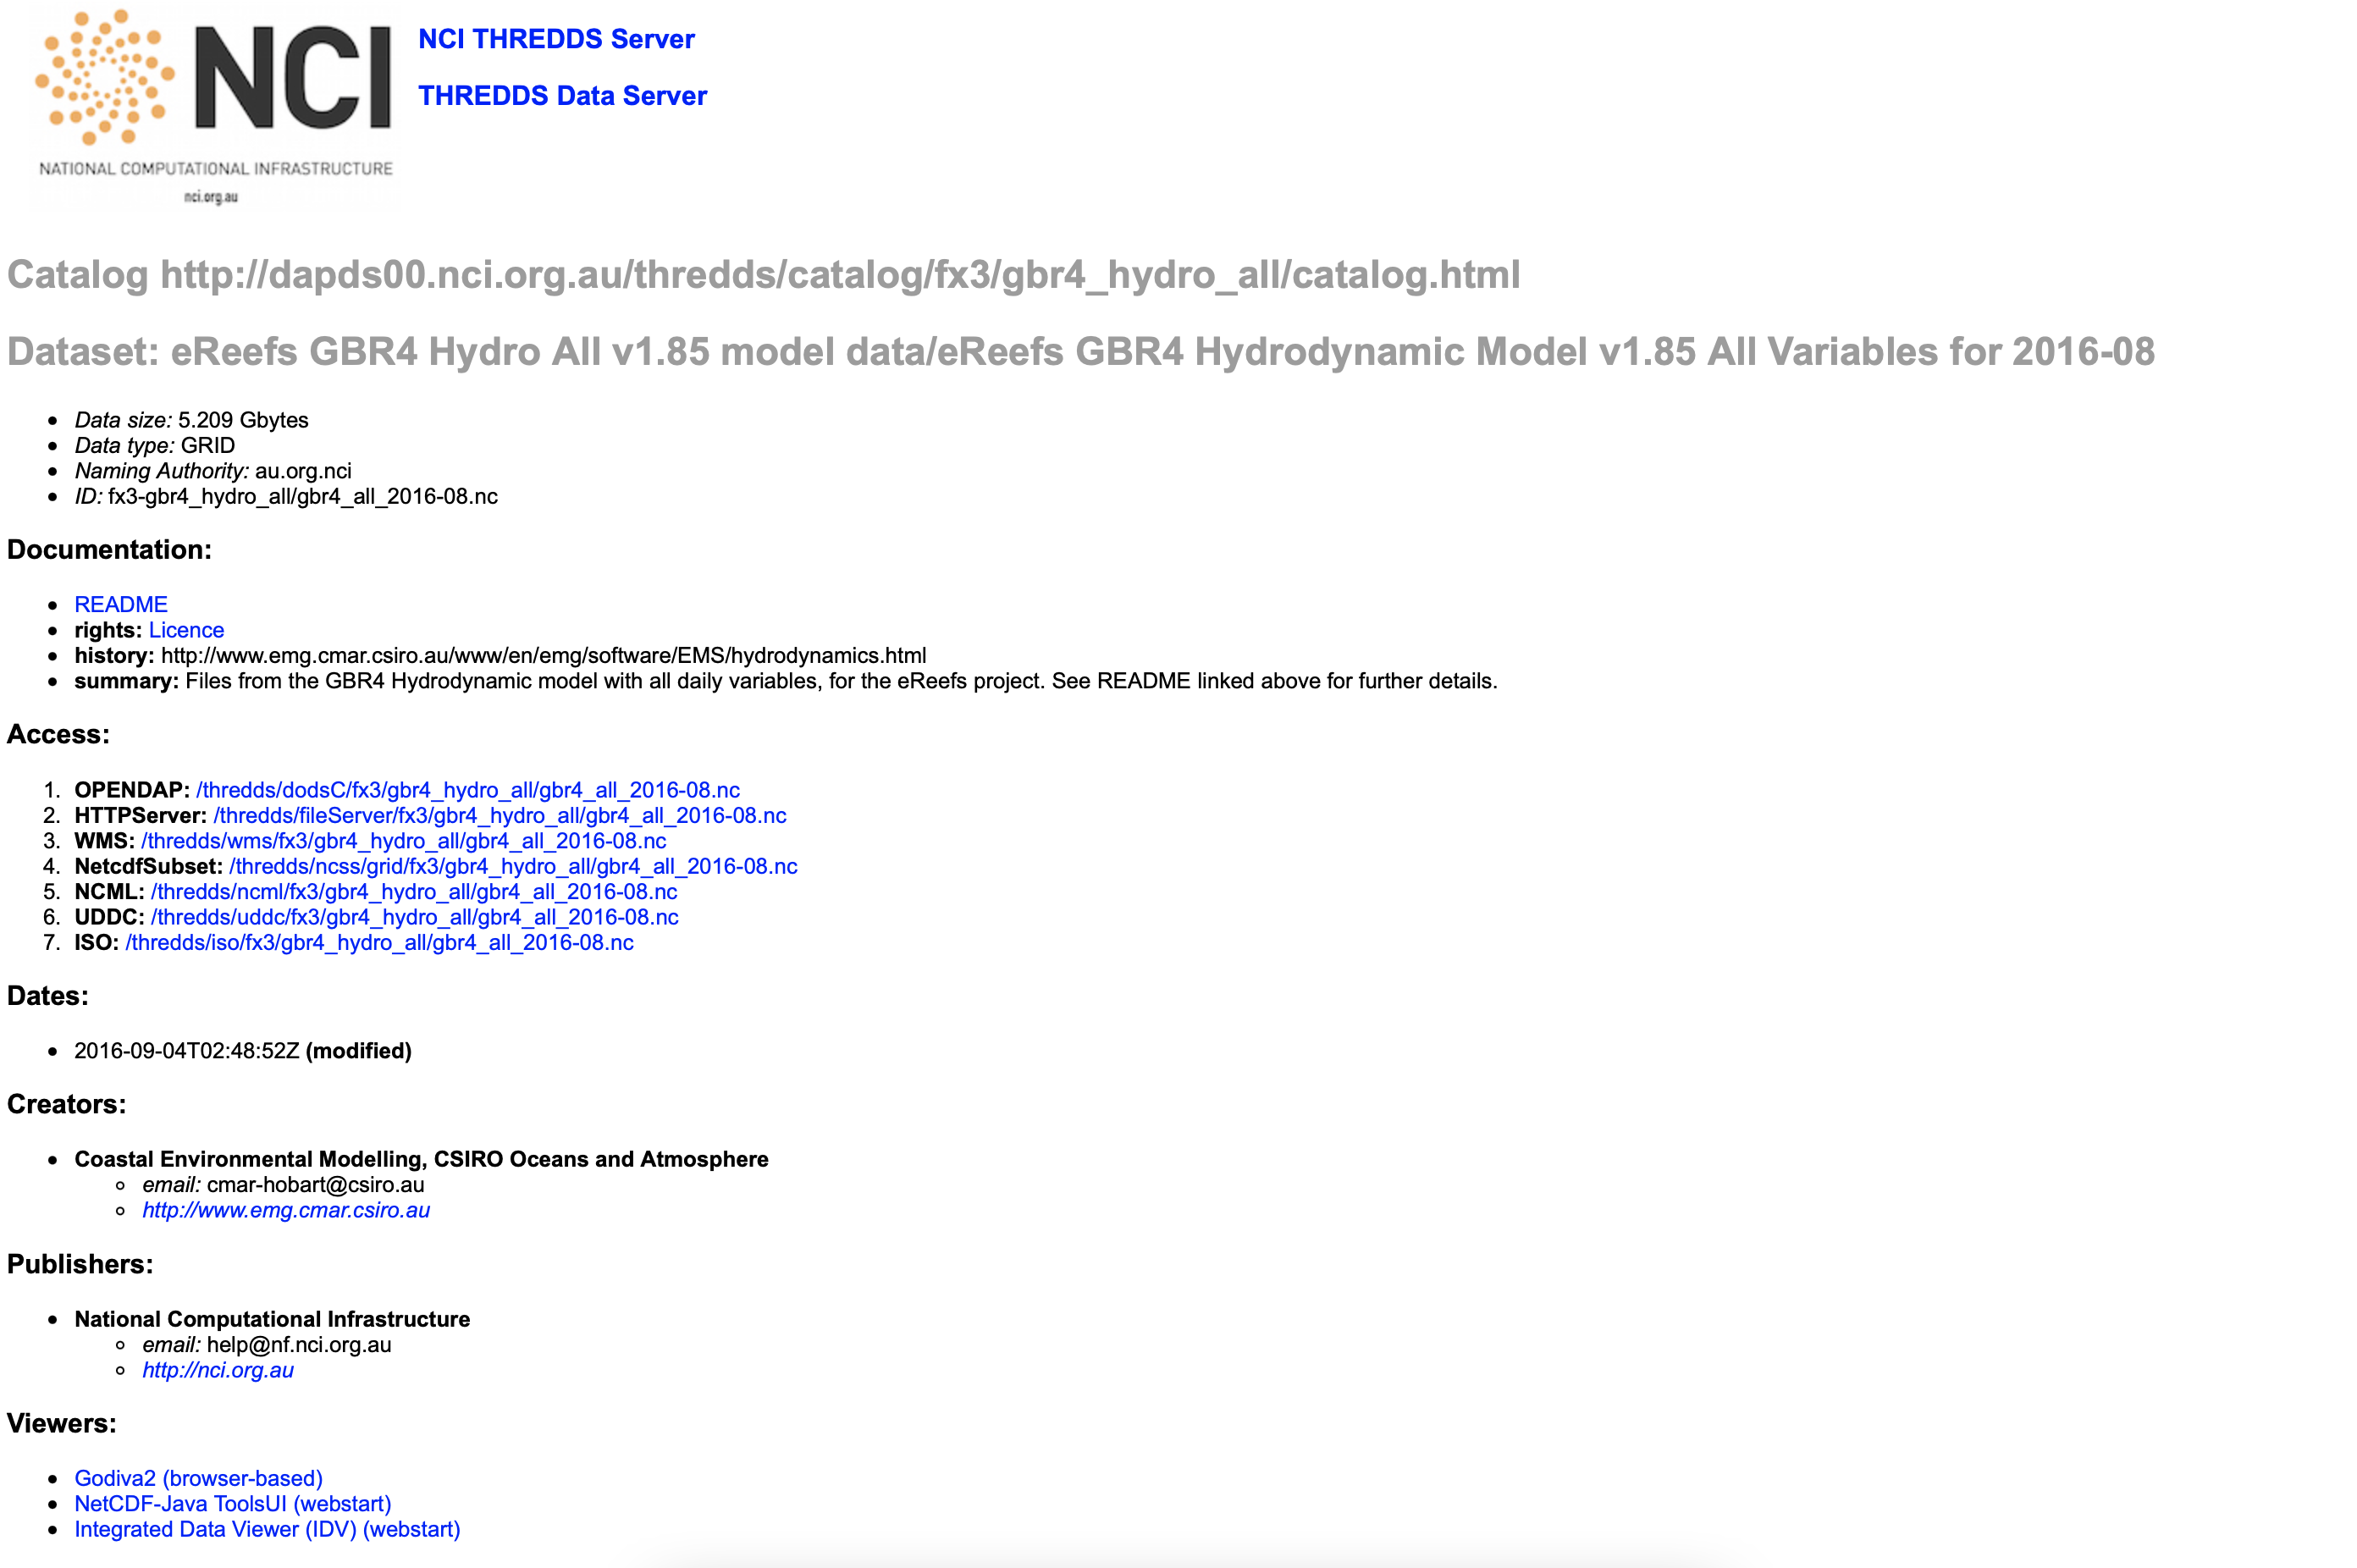 NCI
NATIONAL COMPUTATIONAL INFRASTRUCTURE
nci.org.au
NCI THREDDS Server
THREDDS Data Server
Catalog http://dapds00.nci.org.au/thredds/catalog/fx3/gbr4_hydro_all/catalog.html
Dataset: eReefs GBR4 Hydro All v1.85 model data/eReefs GBR4 Hydrodynamic Model v1.85 All Variables for 2016-08
• Data size: 5.209 Gbytes
• Data type: GRID
• Naming Authority: au.org.nci
• ID: fx3-gbr4_hydro_all/gbr4_all_2016-08.nc
Documentation:
• README
• rights: Licence
• history: http://www.emg.cmar.csiro.au/www/en/emg/software/EMS/hydrodynamics.html
• summary: Files from the GBR4 Hydrodynamic model with all daily variables, for the eReefs project. See README linked above for further details.
Access:
1. OPENDAP: /thredds/dodsC/fx3/gbr4_hydro_all/gbr4_all_2016-08.nc
2. HTTPServer: /thredds/fileServer/fx3/gbr4_hydro_all/gbr4_all_2016-08.nc
3. WMS: /thredds/wms/fx3/gbr4_hydro_all/gbr4_all_2016-08.nc
4. NetcdfSubset: /thredds/ncss/grid/fx3/gbr4_hydro_all/gbr4_all_2016-08.nc
5. NCML: /thredds/ncml/fx3/gbr4_hydro_all/gbr4_all_2016-08.nc
6. UDDC: /thredds/uddc/fx3/gbr4_hydro_all/gbr4_all_2016-08.nc
7. ISO: /thredds/iso/fx3/gbr4_hydro_all/gbr4_all_2016-08.nc
Dates:
• 2016-09-04T02:48:52Z (modified)
Creators:
• Coastal Environmental Modelling, CSIRO Oceans and Atmosphere
◦ email: cmar-hobart@csiro.au
◦ http://www.emg.cmar.csiro.au
Publishers:
• National Computational Infrastructure
◦ email: help@nf.nci.org.au
◦ http://nci.org.au
Viewers:
• Godiva2 (browser-based)
• NetCDF-Java ToolsUI (webstart)
• Integrated Data Viewer (IDV) (webstart)